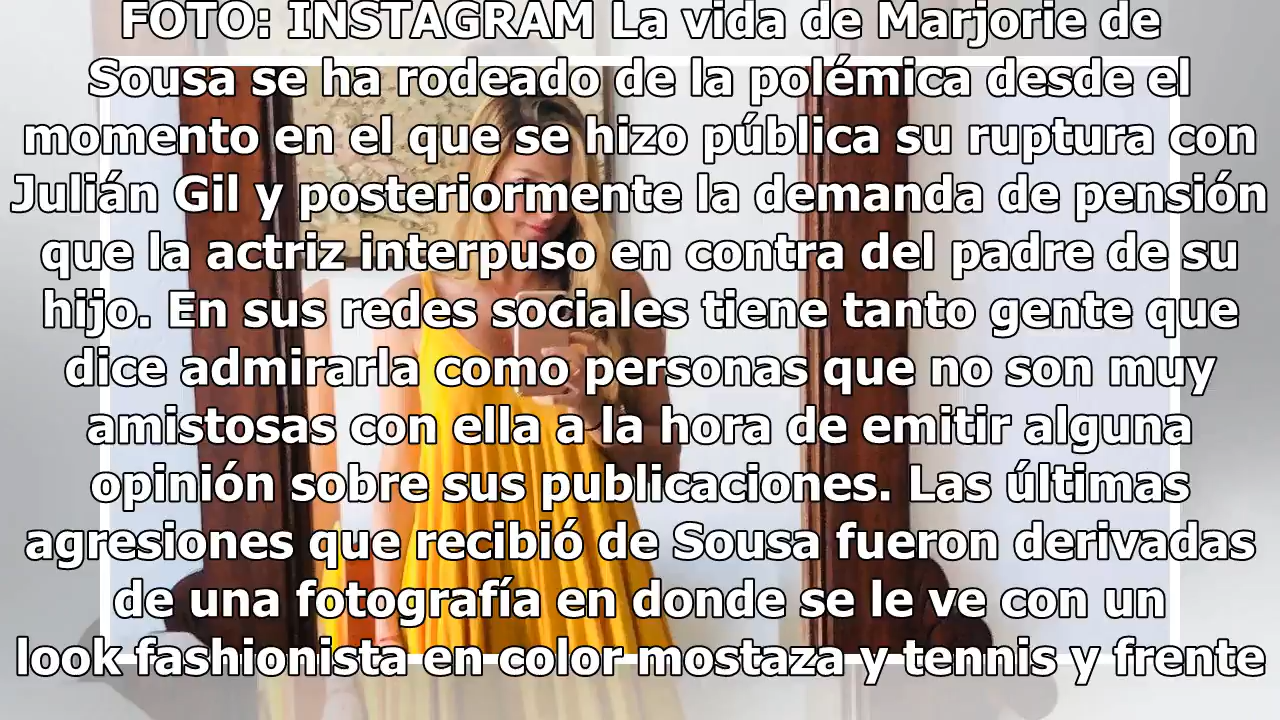 FOTO: INSTAGRAM La vida de Marjorie de
Sousa se ha rodeado de la polémica desde el
momento en el que se hizo pública su ruptura con
Julián Gil y posteriormente la demanda de pensión
que la actriz interpuso en contra del padre de su
hijo. En sus redes sociales tiene tanto gente que
dice admirarla como personas que no son muy
amistosas con ella a la hora de emitir alguna
opinión sobre sus publicaciones. Las últimas
agresiones que recibió de Sousa fueron derivadas
de una fotografía en donde se le ve con un
look fashionista en color mostaza y tennis y frente